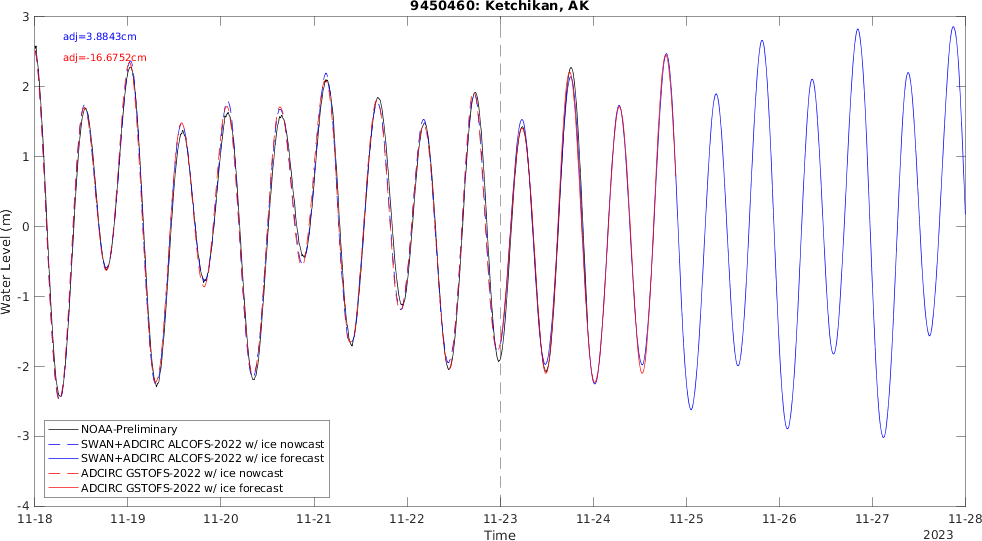 9450460: Ketchikan, AK
adj=3.8843cm
adj=-16.6752cm
3
2
1
0
-1
-2
-3
-4
Water Level (m)
NOAA-Preliminary
SWAN+ADCIRC ALCOFS-2022 w/ ice nowcast
SWAN+ADCIRC ALCOFS-2022 w/ ice forecast
ADCIRC GSTOFS-2022 w/ ice nowcast
ADCIRC GSTOFS-2022 w/ ice forecast
11-18 11-19 11-20 11-21 11-22 11-23 11-24 11-25 11-26 11-27 11-28
Time
2023